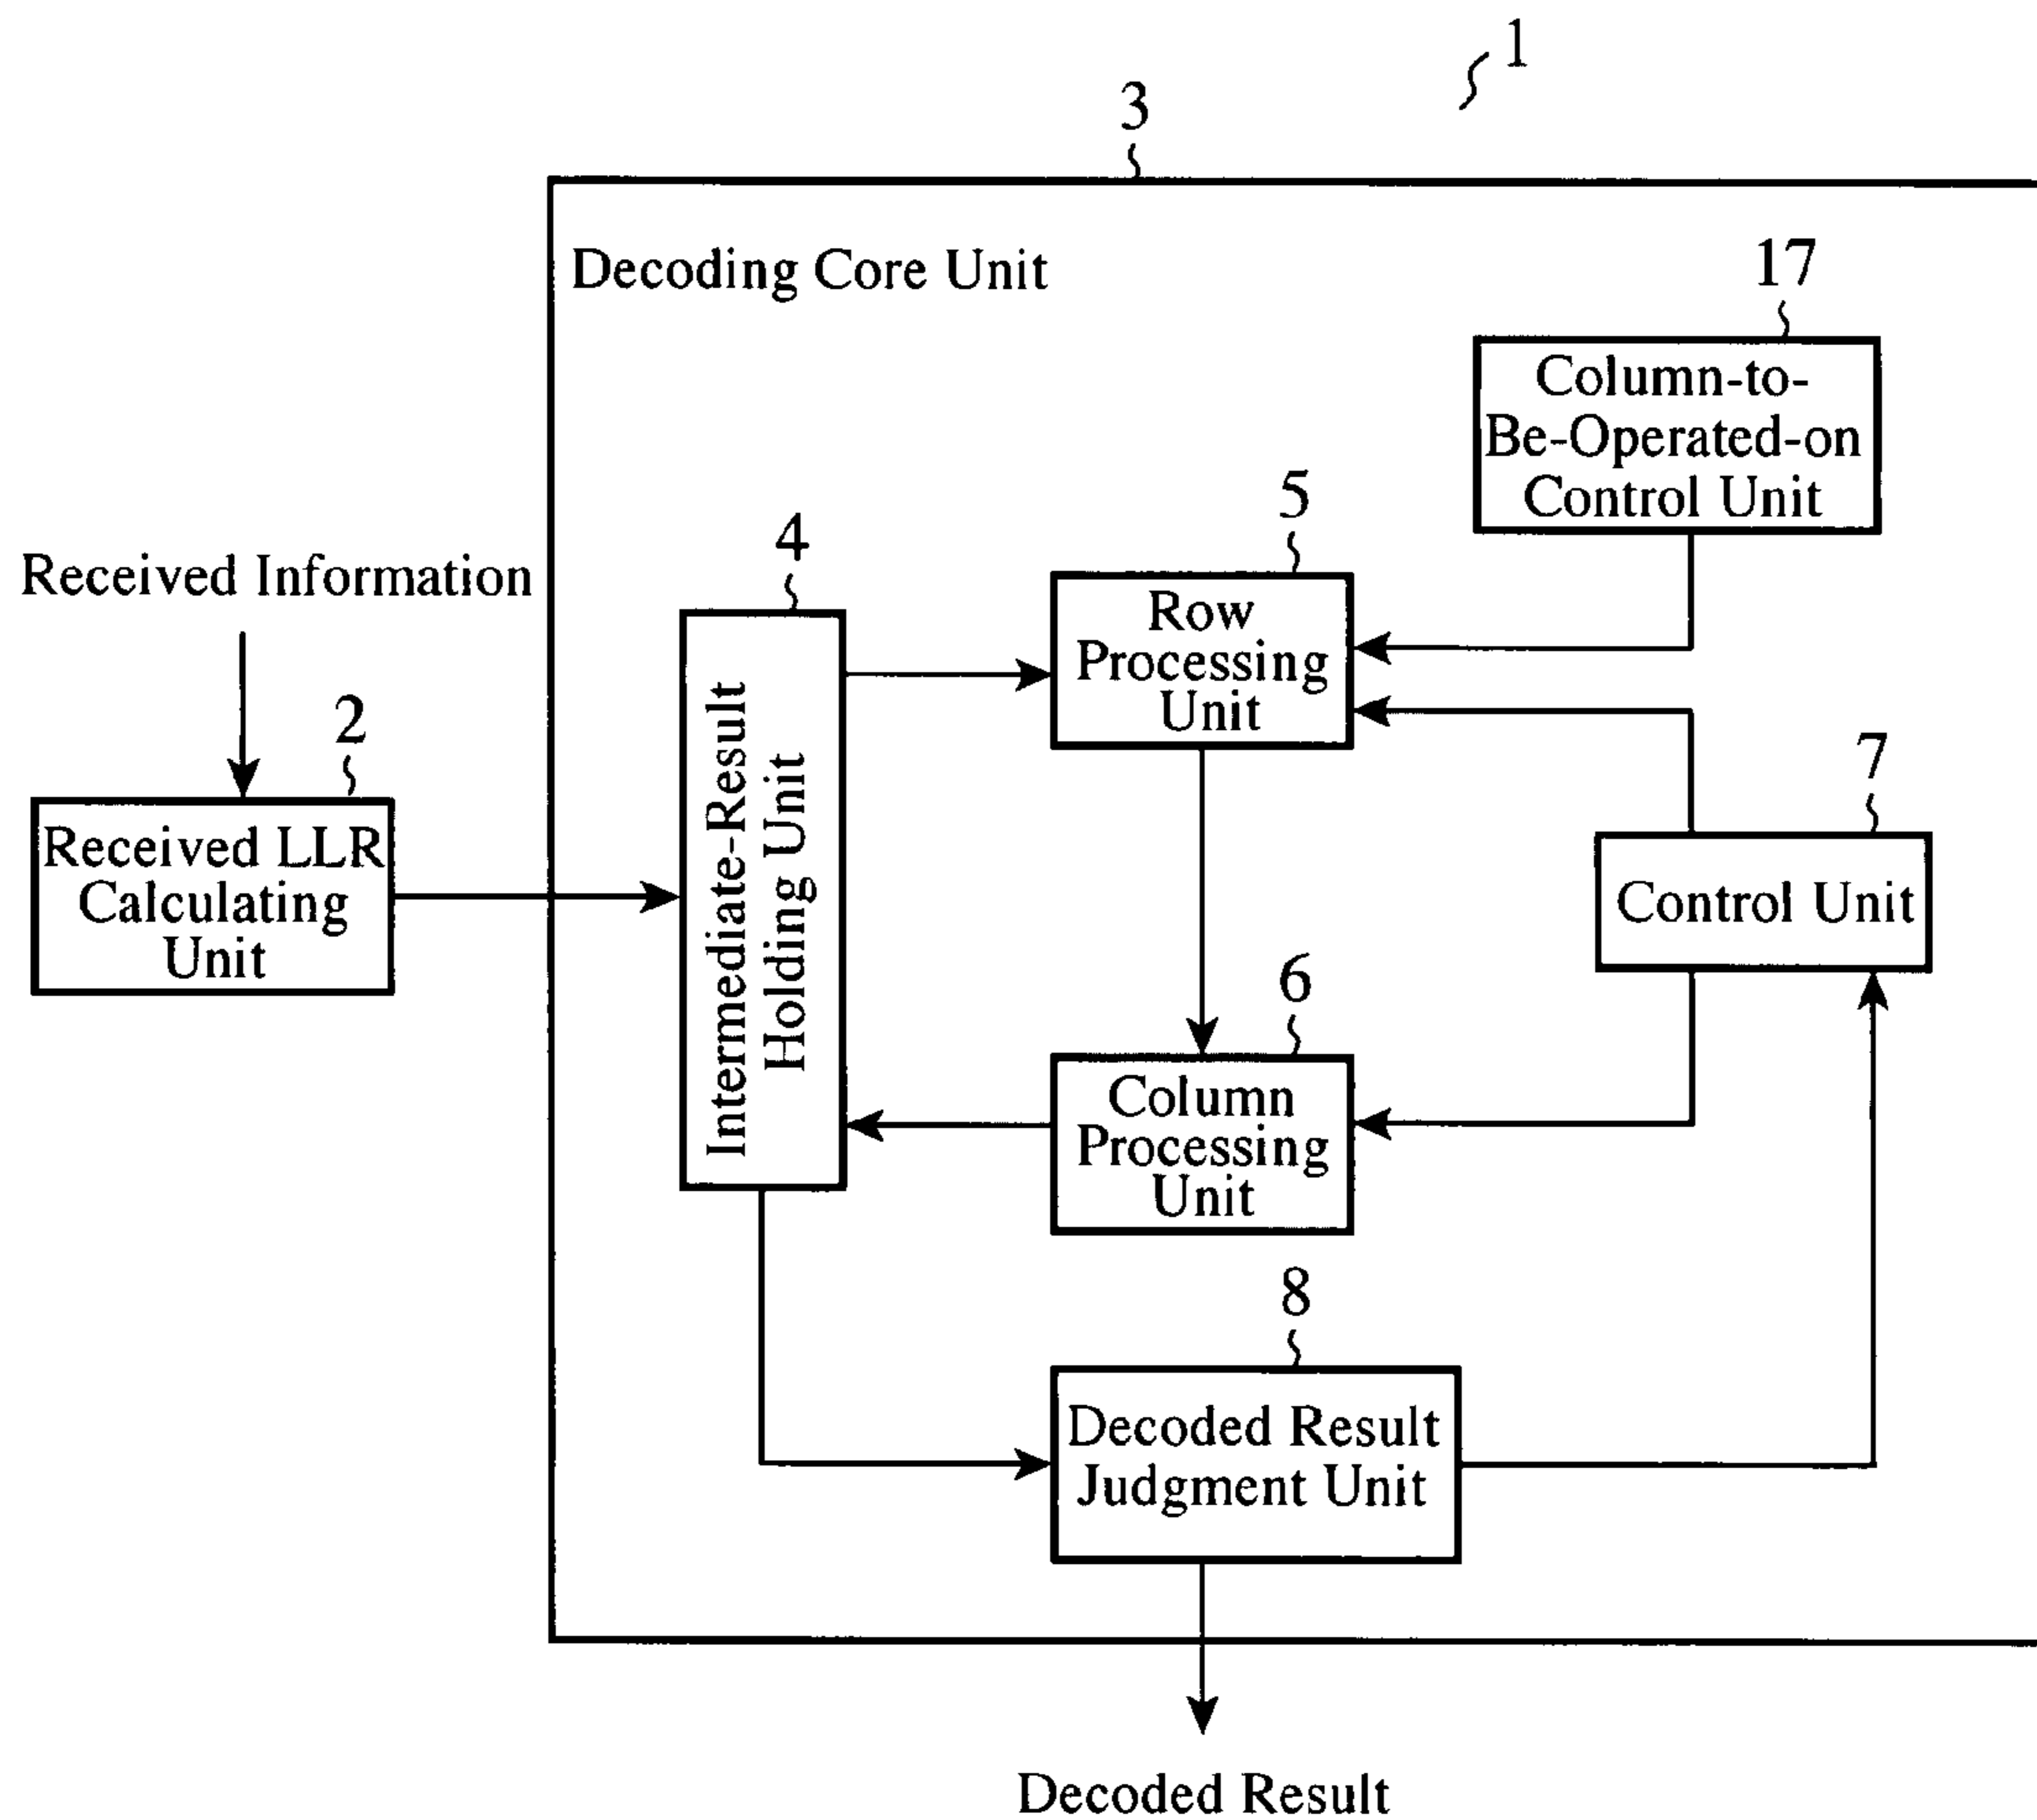 1
3
Decoding Core Unit
17
Column-to-
Be-Operated-on
Control Unit
5
Row
Processing
Unit
4
Intermediate-Result
Holding Unit
Received Information
2
Received LLR
Calculating
Unit
7
Control Unit
6
Column
Processing
Unit
8
Decoded Result
Judgment Unit
Decoded Result